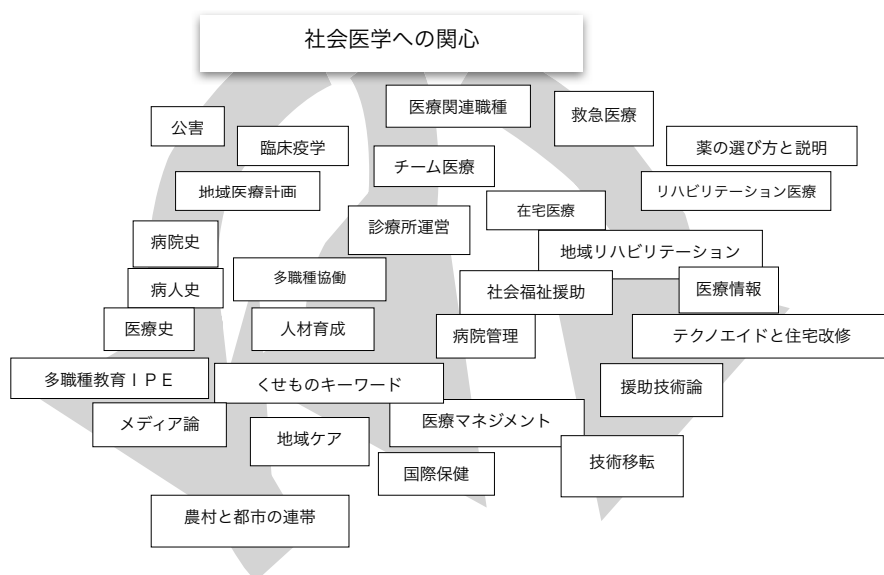 社会医学への関心
医療関連職種
救急医療
公害
臨床疫学
薬の選び方と説明
チーム医療
地域医療計画
リハビリテーション医療
在宅医療
診療所運営
病院史
地域リハビリテーション
多職種協働
病人史
社会福祉援助
医療情報
医療史
人材育成
病院管理
テクノエイドと住宅改修
多職種教育ＩＰＥ
くせものキーワード
援助技術論
メディア論
医療マネジメント
地域ケア
技術移転
国際保健
農村と都市の連帯